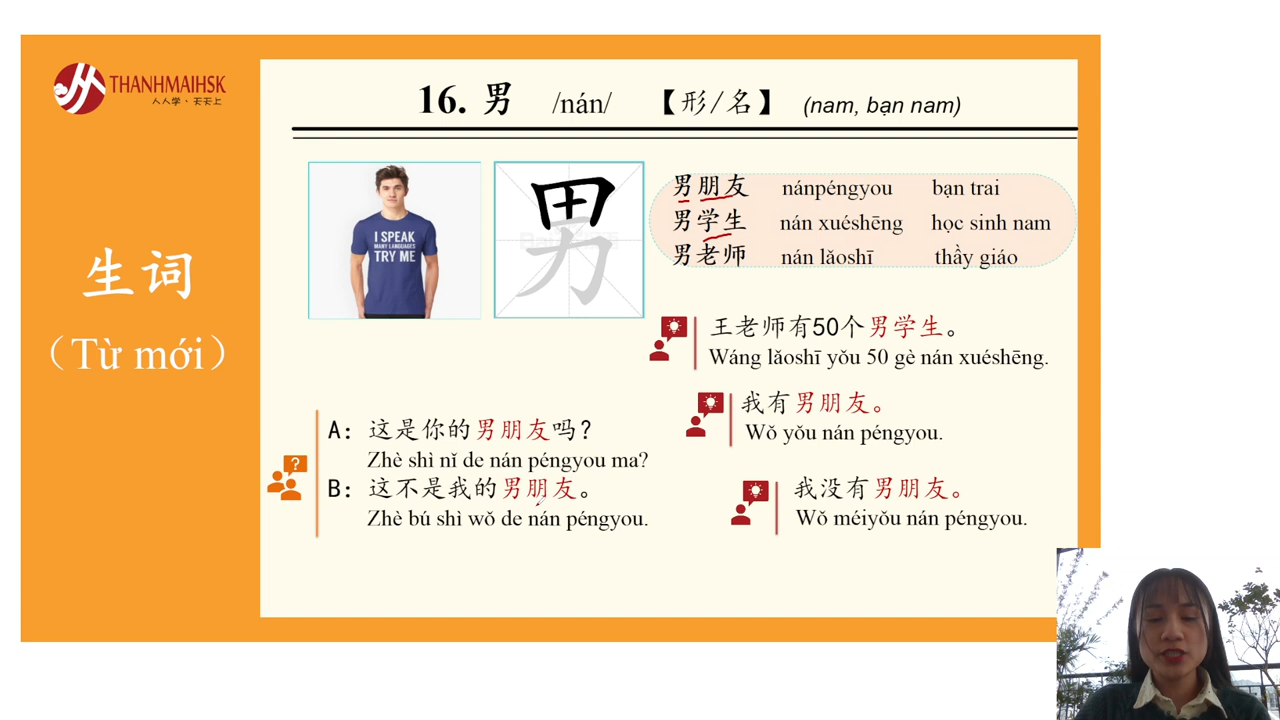 THANHMAIHSK
人人学·天天上
生词
（Từ mới）
16. 男 /nán/ 【形/名】 (nam, bạn nam)
I SPEAK
MANY LANGUAGES
TRY ME
男朋友 nánpéngyou bạn trai
男学生 nán xuéshēng học sinh nam
男老师 nán lǎoshī thầy giáo
王老师有50个男学生。
Wáng lǎoshī yǒu 50 gè nán xuéshēng.
我有男朋友。
Wǒ yǒu nán péngyou.
我没有男朋友。
Wǒ méiyǒu nán péngyou.
A：这是你的男朋友吗？
Zhè shì nǐ de nán péngyou ma?
B：这不是我的男朋友。
Zhè bú shì wǒ de nán péngyou.
男